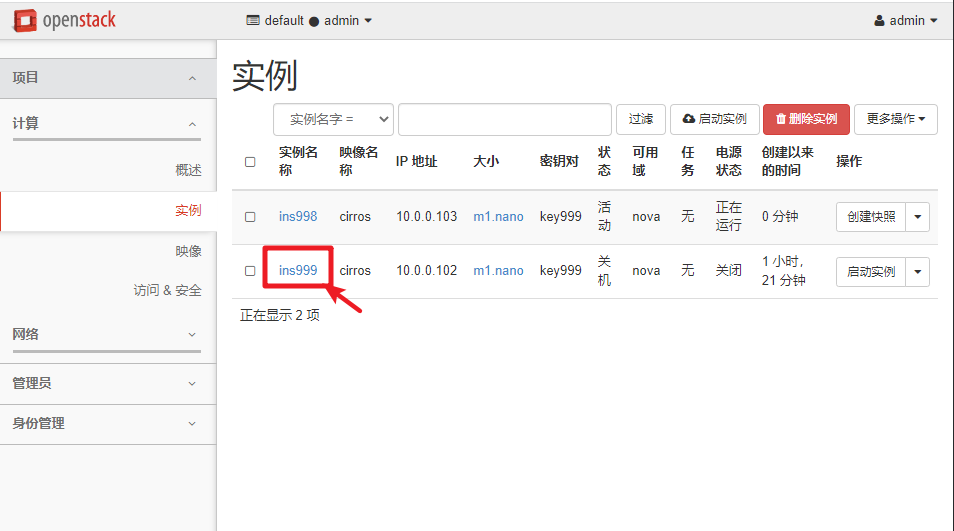 openstack
default ● admin
admin
项目
计算
概述
实例
映像
访问 & 安全
网络
管理员
身份管理
实例
实例名字 =
过滤
启动实例
删除实例
更多操作
实例名
称
映像名
称
IP 地址
大小
密钥对
状
态
可用
域
任
务
电源
状态
创建以来
的时间
操作
ins998
cirros
10.0.0.103
m1.nano
key999
活
动
nova
无
正在
运行
0 分钟
创建快照
ins999
cirros
10.0.0.102
m1.nano
key999
关
机
nova
无
关闭
1 小时,
21 分钟
启动实例
正在显示 2 项